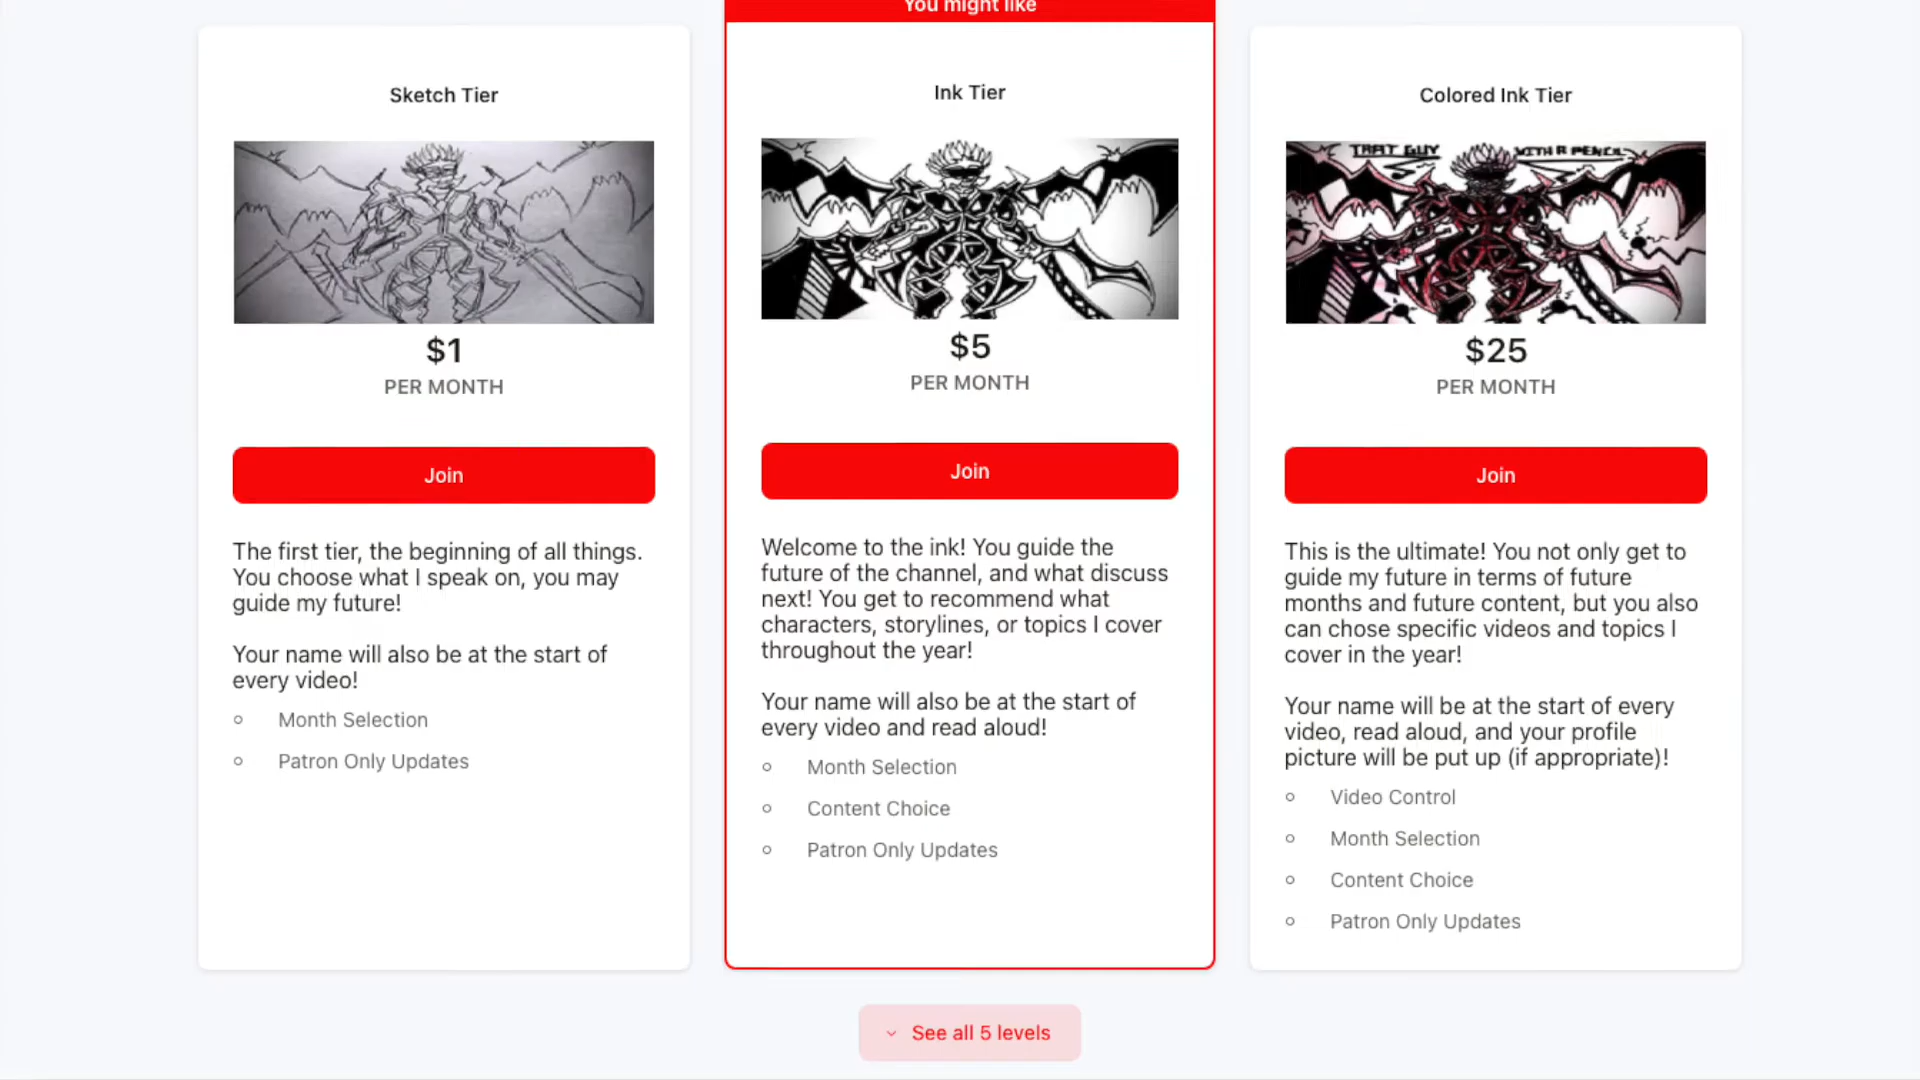 You might like
Sketch Tier
$1
PER MONTH
Join
The first tier, the beginning of all things.
You choose what I speak on, you may
guide my future!
Your name will also be at the start of
every video!
Month Selection
Patron Only Updates
Ink Tier
$5
PER MONTH
Join
Welcome to the ink! You guide the
future of the channel, and what discuss
next! You get to recommend what
characters, storylines, or topics I cover
throughout the year!
Your name will also be at the start of
every video and read aloud!
Month Selection
Content Choice
Patron Only Updates
Colored Ink Tier
THAT GUY WITH A PENCIL
$25
PER MONTH
Join
This is the ultimate! You not only get to
guide my future in terms of future
months and future content, but you also
can chose specific videos and topics I
cover in the year!
Your name will be at the start of every
video, read aloud, and your profile
picture will be put up (if appropriate)!
Video Control
Month Selection
Content Choice
Patron Only Updates
See all 5 levels